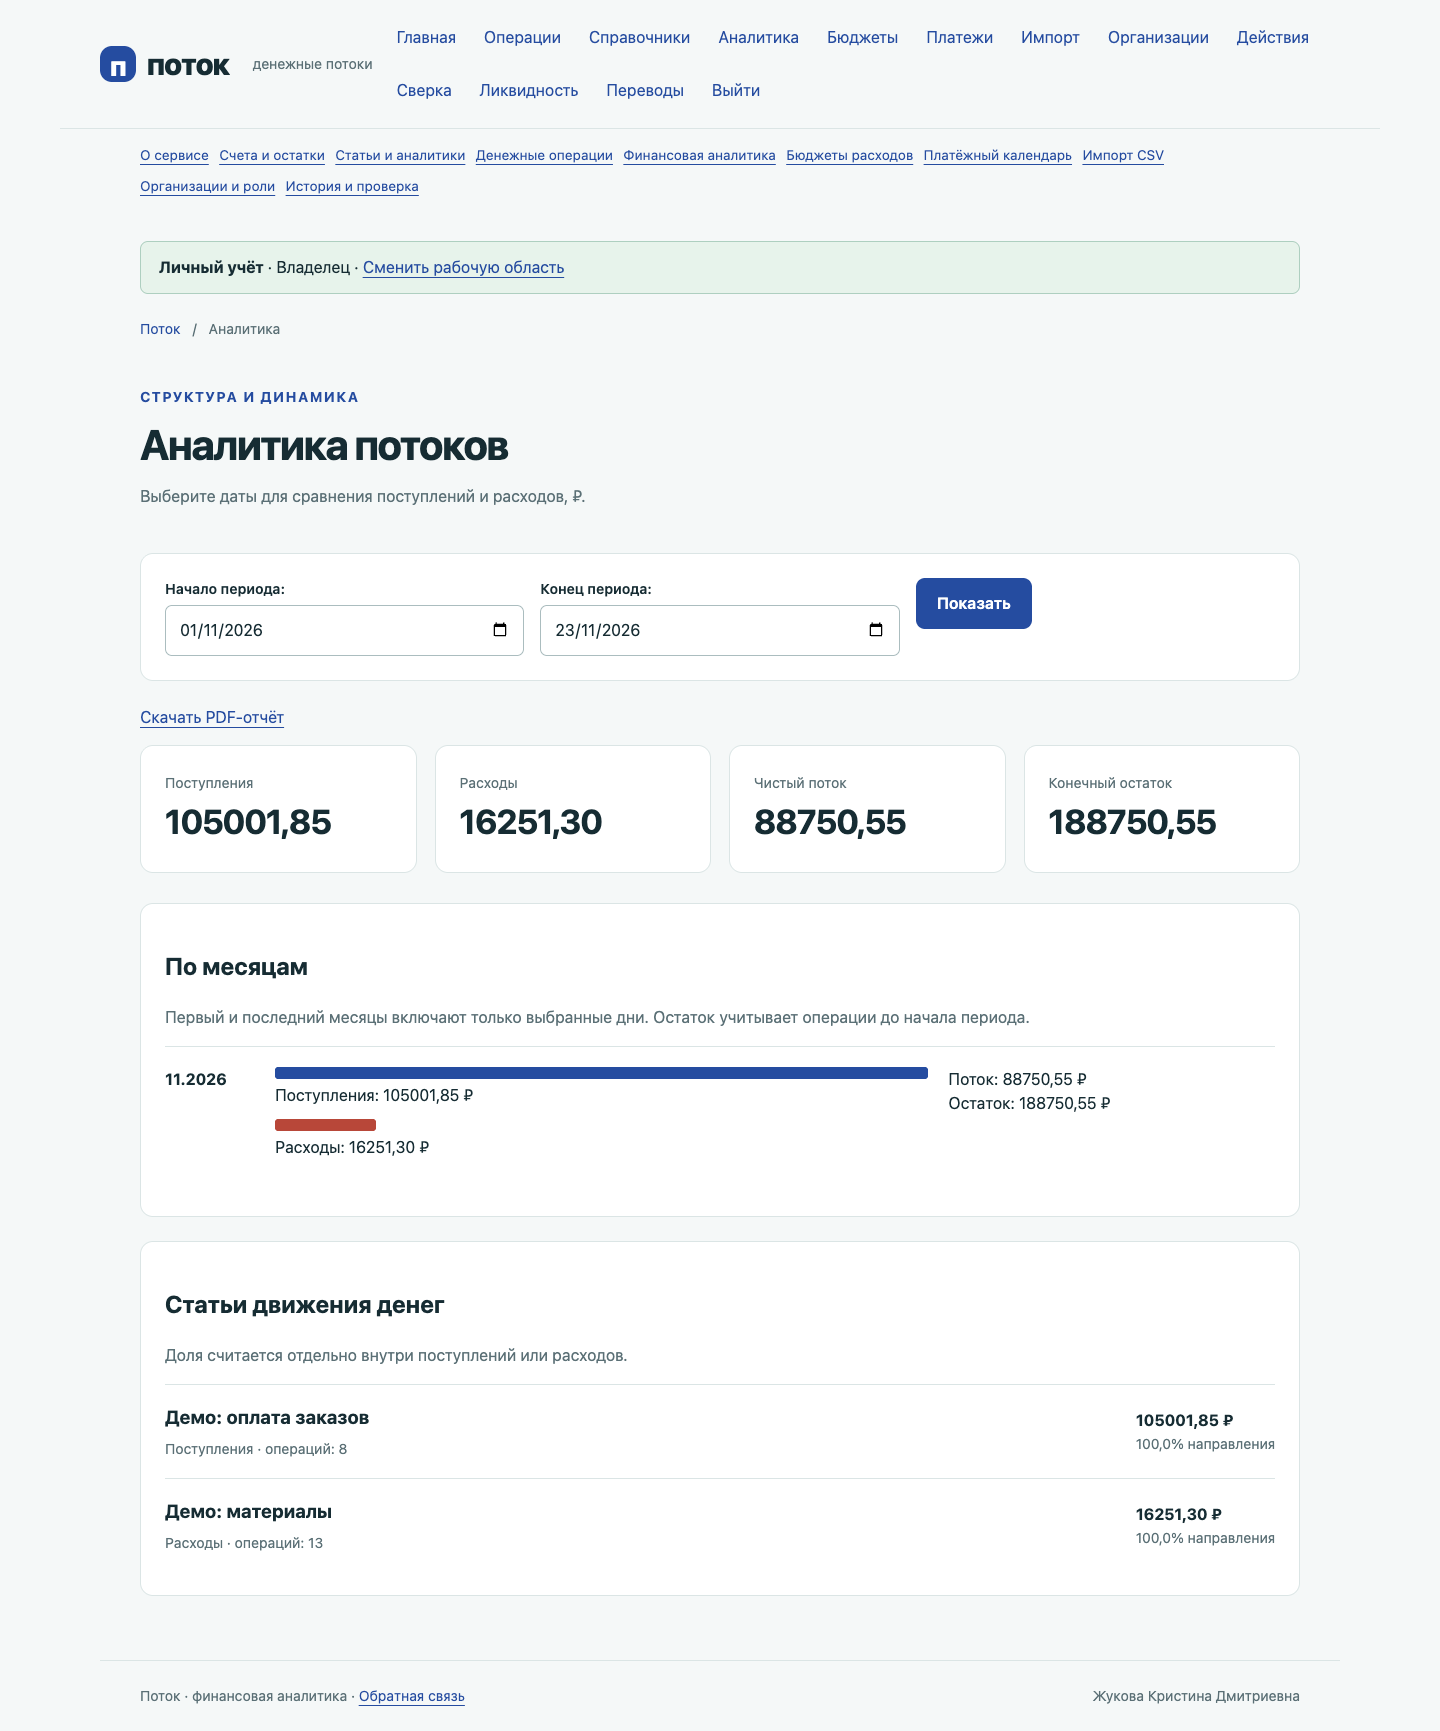 п поток денежные потоки
Главная Операции Справочники Аналитика Бюджеты Платежи Импорт Организации Действия
Сверка Ликвидность Переводы Выйти
О сервисе Счета и остатки Статьи и аналитики Денежные операции Финансовая аналитика Бюджеты расходов Платёжный календарь Импорт CSV
Организации и роли История и проверка
Личный учёт · Владелец · Сменить рабочую область
Поток / Аналитика
СТРУКТУРА И ДИНАМИКА
Аналитика потоков
Выберите даты для сравнения поступлений и расходов, ₽.
Начало периода: Конец периода:
01/11/2026 23/11/2026 Показать
Скачать PDF-отчёт
Поступления Расходы Чистый поток Конечный остаток
105001,85 16251,30 88750,55 188750,55
По месяцам
Первый и последний месяцы включают только выбранные дни. Остаток учитывает операции до начала периода.
11.2026 Поток: 88750,55 ₽
Поступления: 105001,85 ₽ Остаток: 188750,55 ₽
Расходы: 16251,30 ₽
Статьи движения денег
Доля считается отдельно внутри поступлений или расходов.
Демо: оплата заказов 105001,85 ₽
Поступления · операций: 8 100,0% направления
Демо: материалы 16251,30 ₽
Расходы · операций: 13 100,0% направления
Поток · финансовая аналитика · Обратная связь Жукова Кристина Дмитриевна